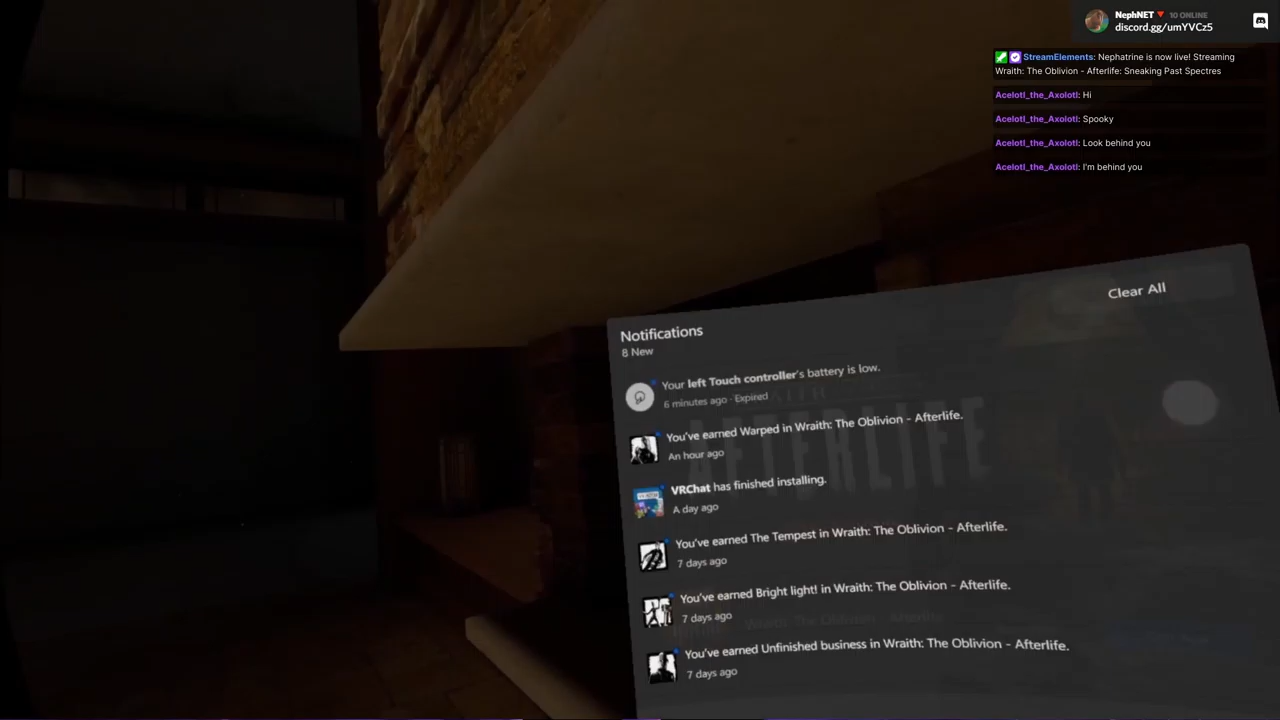 NephNET 10 ONLINE
discord.gg/umYVCz5
StreamElements: Nephatrine is now live! Streaming
Wraith: The Oblivion - Afterlife: Sneaking Past Spectres
Acelotl_the_Axolotl: Hi
Acelotl_the_Axolotl: Spooky
Acelotl_the_Axolotl: Look behind you
Acelotl_the_Axolotl: I'm behind you
Clear All
Notifications
8 New
Your left Touch controller's battery is low.
6 minutes ago · Expired
You've earned Warped in Wraith: The Oblivion - Afterlife.
An hour ago
AFTERLIFE
VRChat has finished installing.
A day ago
You've earned The Tempest in Wraith: The Oblivion - Afterlife.
7 days ago
You've earned Bright light! in Wraith: The Oblivion - Afterlife.
7 days ago
Wraith: The Oblivion - Afterlife
You've earned Unfinished business in Wraith: The Oblivion - Afterlife.
7 days ago